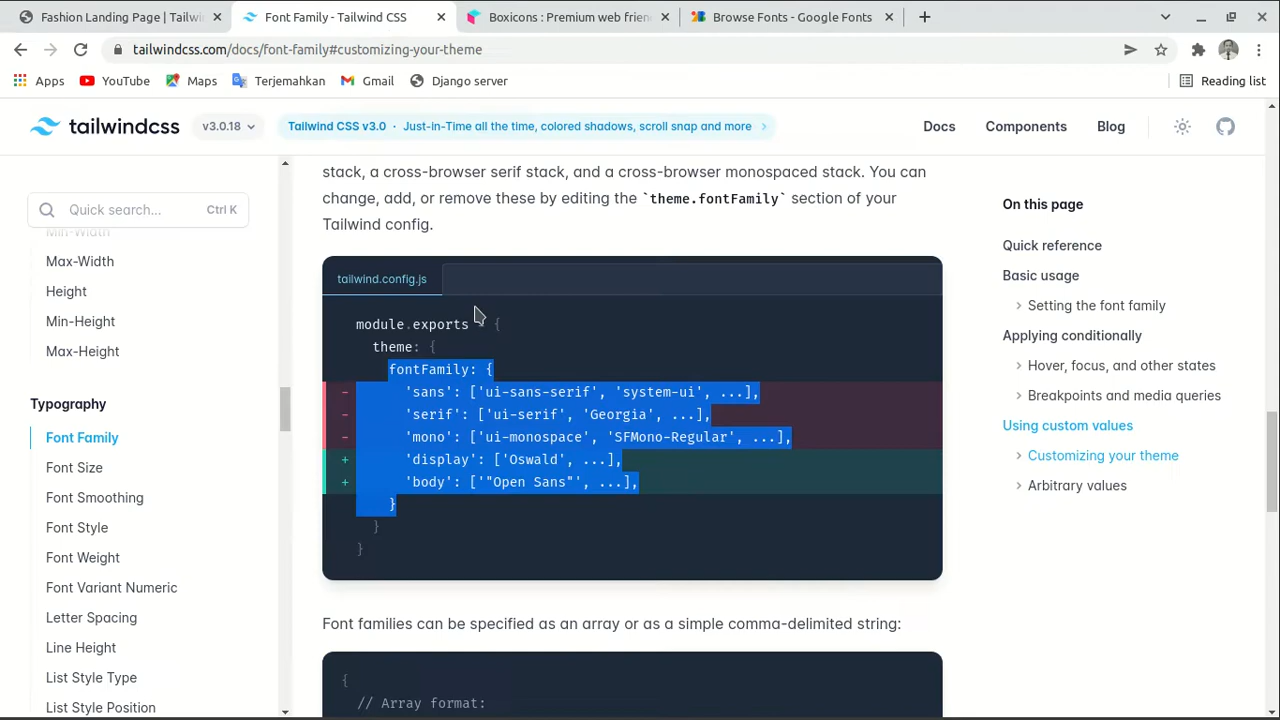 Fashion Landing Page | Tailwi
Font Family - Tailwind CSS
Boxicons : Premium web frien
Browse Fonts - Google Fonts
tailwindcss.com/docs/font-family#customizing-your-theme
Apps
YouTube
Maps
Terjemahkan
Gmail
Django server
Reading list
tailwindcss
v3.0.18
Tailwind CSS v3.0 · Just-in-Time all the time, colored shadows, scroll snap and more
Docs
Components
Blog
Quick search...
Ctrl K
Min-Width
Max-Width
Height
Min-Height
Max-Height
Typography
Font Family
Font Size
Font Smoothing
Font Style
Font Weight
Font Variant Numeric
Letter Spacing
Line Height
List Style Type
List Style Position
stack, a cross-browser serif stack, and a cross-browser monospaced stack. You can
change, add, or remove these by editing the `theme.fontFamily` section of your
Tailwind config.
tailwind.config.js
module.exports = {
theme: {
fontFamily: {
- 'sans': ['ui-sans-serif', 'system-ui', ...],
- 'serif': ['ui-serif', 'Georgia', ...],
- 'mono': ['ui-monospace', 'SFMono-Regular', ...],
+ 'display': ['Oswald', ...],
+ 'body': ['"Open Sans"', ...],
}
}
}
Font families can be specified as an array or as a simple comma-delimited string:
{
// Array format:
On this page
Quick reference
Basic usage
Setting the font family
Applying conditionally
Hover, focus, and other states
Breakpoints and media queries
Using custom values
Customizing your theme
Arbitrary values